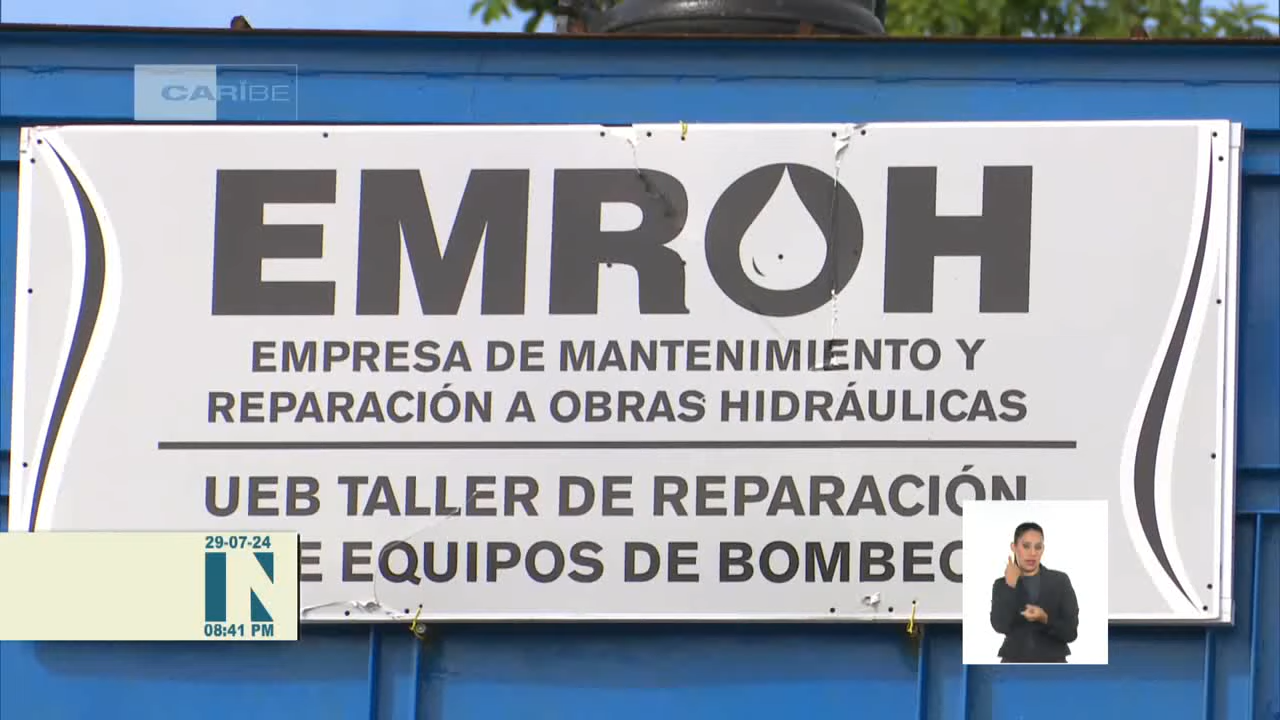 CARIBE
EMROH
EMPRESA DE MANTENIMIENTO Y
REPARACIÓN A OBRAS HIDRÁULICAS
UEB TALLER DE REPARACIÓN
EQUIPOS DE BOMBEO
29-07-24
IN
08:41 PM